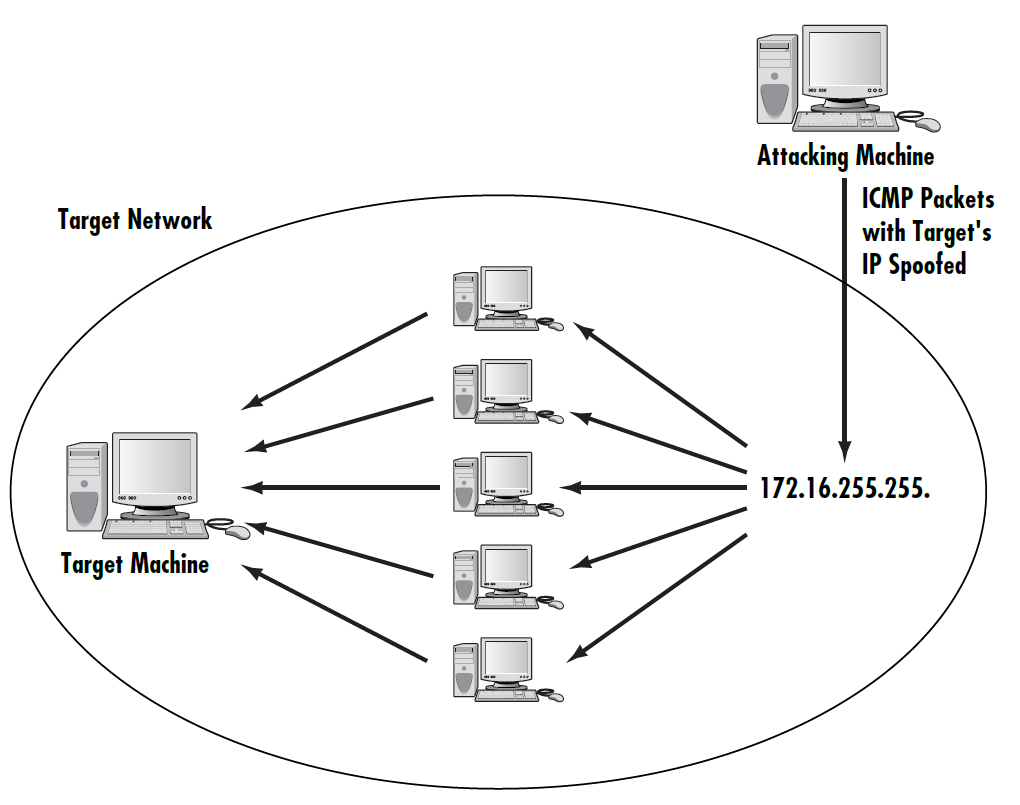 Attacking Machine
ICMP Packets
with Target's
IP Spoofed
Target Network
172.16.255.255.
Target Machine